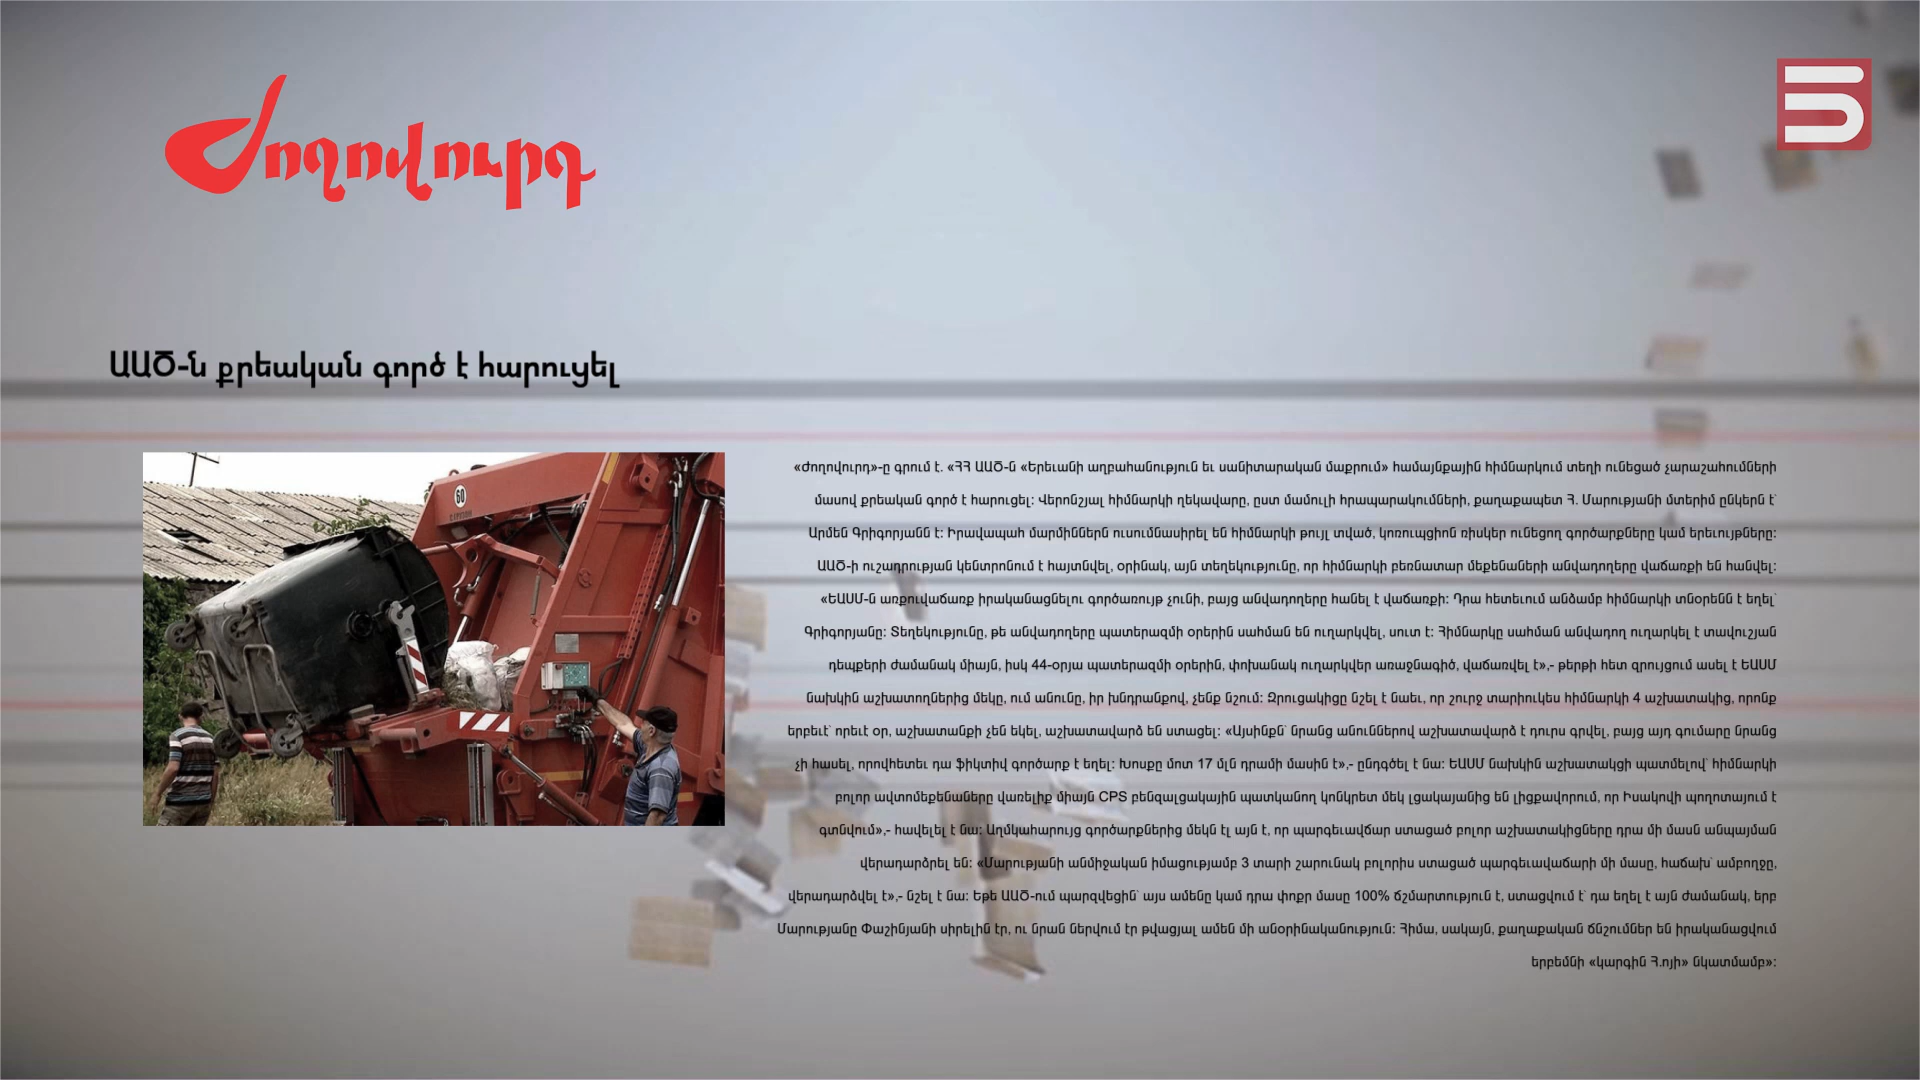 Ժողովուրդ
ԱԱԾ-ն քրեական գործ է հարուցել
60
«Ժողովուրդ»-ը գրում է. «ՀՀ ԱԱԾ-ն «Երեւանի աղբահանություն եւ սանիտարական մաքրում» համայնքային հիմնարկում տեղի ունեցած չարաշահումների
մասով քրեական գործ է հարուցել: Վերոնշյալ հիմնարկի ղեկավարը, ըստ մամուլի հրապարակումների, քաղաքապետ Հ. Մարությանի մտերիմ ընկերն է՝
Արմեն Գրիգորյանն է: Իրավապահ մարմիններն ուսումնասիրել են հիմնարկի թույլ տված, կոռուպցիոն ռիսկեր ունեցող գործարքները կամ երեւույթները:
ԱԱԾ-ի ուշադրության կենտրոնում է հայտնվել, օրինակ, այն տեղեկությունը, որ հիմնարկի բեռնատար մեքենաների անվադողերը վաճառքի են հանվել:
«ԵԱՍՄ-ն առքուվաճառք իրականացնելու գործառույթ չունի, բայց անվադողերը հանել է վաճառքի: Դրա հետեւում անձամբ հիմնարկի տնօրենն է եղել՝
Գրիգորյանը: Տեղեկությունը, թե անվադողերը պատերազմի օրերին սահման են ուղարկվել, սուտ է: Հիմնարկը սահման անվադող ուղարկել է տավուշյան
դեպքերի ժամանակ միայն, իսկ 44-օրյա պատերազմի օրերին, փոխանակ ուղարկվեր առաջնագիծ, վաճառվել է»,- թերթի հետ զրույցում ասել է ԵԱՍՄ
նախկին աշխատողներից մեկը, ում անունը, իր խնդրանքով, չենք նշում: Զրուցակիցը նշել է նաեւ, որ շուրջ տարիուկես հիմնարկի 4 աշխատակից, որոնք
երբեւէ՝ որեւէ օր, աշխատանքի չեն եկել, աշխատավարձ են ստացել: «Այսինքն՝ նրանց անուններով աշխատավարձ է դուրս գրվել, բայց այդ գումարը նրանց
չի հասել, որովհետեւ դա ֆիկտիվ գործարք է եղել: Խոսքը մոտ 17 մլն դրամի մասին է»,- ընդգծել է նա: ԵԱՍՄ նախկին աշխատակցի պատմելով՝ հիմնարկի
բոլոր ավտոմեքենաները վառելիք միայն CPS բենզալցակայանի պատկանող կոնկրետ մեկ լցակայանից են լիցքավորում, որ Իսակովի պողոտայում է
գտնվում»,- հավելել է նա: Աղմկահարույց գործարքներից մեկն էլ այն է, որ պարգեւավճար ստացած բոլոր աշխատակիցները դրա մի մասն անպայման
վերադարձրել են: «Մարությանի անմիջական իմացությամբ 3 տարի շարունակ բոլորիս ստացած պարգեւավաճարի մի մասը, հաճախ՝ ամբողջը,
վերադարձվել է»,- նշել է նա: Եթե ԱԱԾ-ում պարզվեցին՝ այս ամենը կամ դրա փոքր մասը 100% ճշմարտություն է, ստացվում է՝ դա եղել է այն ժամանակ, երբ
Մարությանը Փաշինյանի սիրելին էր, ու նրան ներվում էր թվացյալ ամեն մի անօրինականություն: Հիմա, սակայն, քաղաքական ճնշումներ են իրականացվում
երբեմնի «կարգին Հ.ոյի» նկատմամբ»: